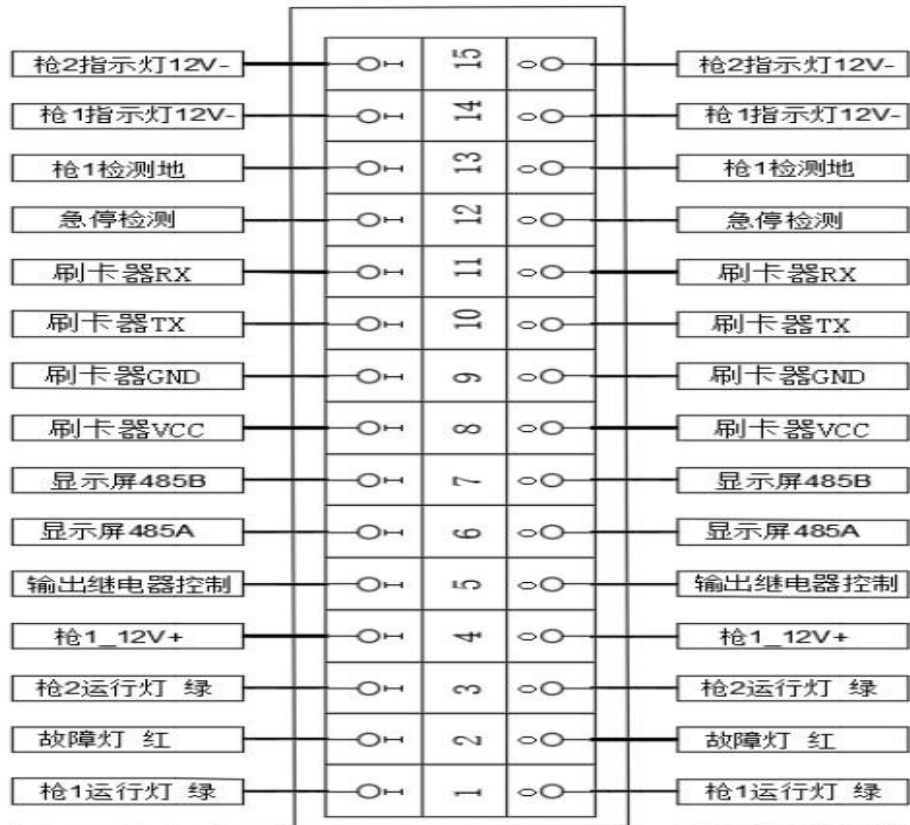 枪2指示灯12V- 15 枪2指示灯12V-
枪1指示灯12V- 14 枪1指示灯12V-
枪1检测地 13 枪1检测地
急停检测 12 急停检测
刷卡器RX 11 刷卡器RX
刷卡器TX 10 刷卡器TX
刷卡器GND 9 刷卡器GND
刷卡器VCC 8 刷卡器VCC
显示屏485B 7 显示屏485B
显示屏485A 6 显示屏485A
输出继电器控制 5 输出继电器控制
枪1_12V+ 4 枪1_12V+
枪2运行灯 绿 3 枪2运行灯 绿
故障灯 红 2 故障灯 红
枪1运行灯 绿 1 枪1运行灯 绿